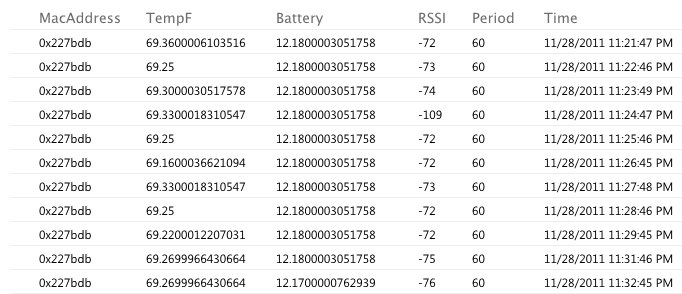 MacAddress TempF Battery RSSI Period Time
0x227bdb 69.3600006103516 12.1800003051758 -72 60 11/28/2011 11:21:47 PM
0x227bdb 69.25 12.1800003051758 -73 60 11/28/2011 11:22:46 PM
0x227bdb 69.3000030517578 12.1800003051758 -74 60 11/28/2011 11:23:49 PM
0x227bdb 69.3300018310547 12.1800003051758 -109 60 11/28/2011 11:24:47 PM
0x227bdb 69.25 12.1800003051758 -72 60 11/28/2011 11:25:46 PM
0x227bdb 69.1600036621094 12.1800003051758 -72 60 11/28/2011 11:26:45 PM
0x227bdb 69.3300018310547 12.1800003051758 -73 60 11/28/2011 11:27:48 PM
0x227bdb 69.25 12.1800003051758 -72 60 11/28/2011 11:28:46 PM
0x227bdb 69.2200012207031 12.1800003051758 -72 60 11/28/2011 11:29:45 PM
0x227bdb 69.2699966430664 12.1800003051758 -75 60 11/28/2011 11:31:46 PM
0x227bdb 69.2699966430664 12.1700000762939 -76 60 11/28/2011 11:32:45 PM